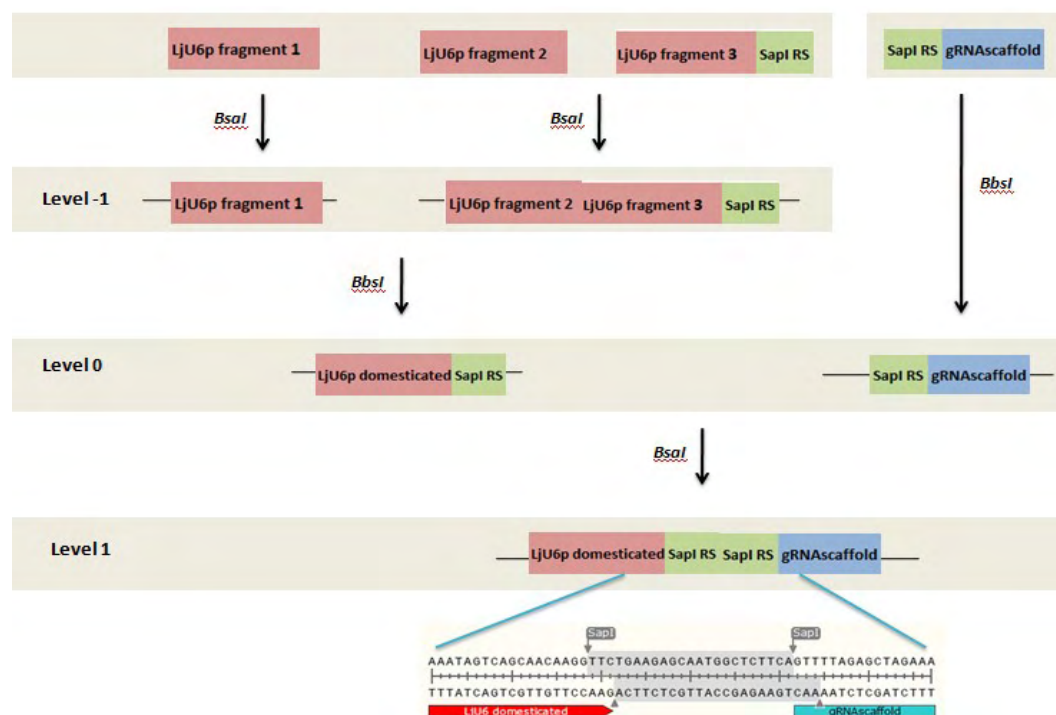 LjU6p fragment 1
LjU6p fragment 2
LjU6p fragment 3
SapI RS
SapI RS
gRNAscaffold
BsaI
BsaI
BbsI
Level -1
LjU6p fragment 1
LjU6p fragment 2
LjU6p fragment 3
SapI RS
BbsI
Level 0
LjU6p domesticated
SapI RS
SapI RS
gRNAscaffold
BsaI
Level 1
LjU6p domesticated
SapI RS
SapI RS
gRNAscaffold
SapI
SapI
AAATAGTCAGCAACAAGGTTCTGAAGAGCAATGGCTCTTCAGTTTTAGAGCTAGAAA
TTTATCAGTCGTTGTTCCAAGACTTCTCGTTACCGAGAAGTCAAAATCTCGATCTTT
LjU6 domesticated
gRNAscaffold